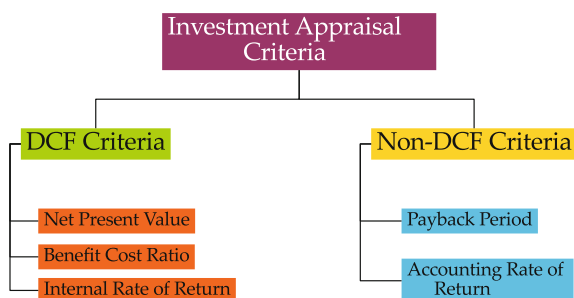 Investment Appraisal
Criteria
DCF Criteria
Non-DCF Criteria
Net Present Value
Benefit Cost Ratio
Internal Rate of Return
Payback Period
Accounting Rate of
Return